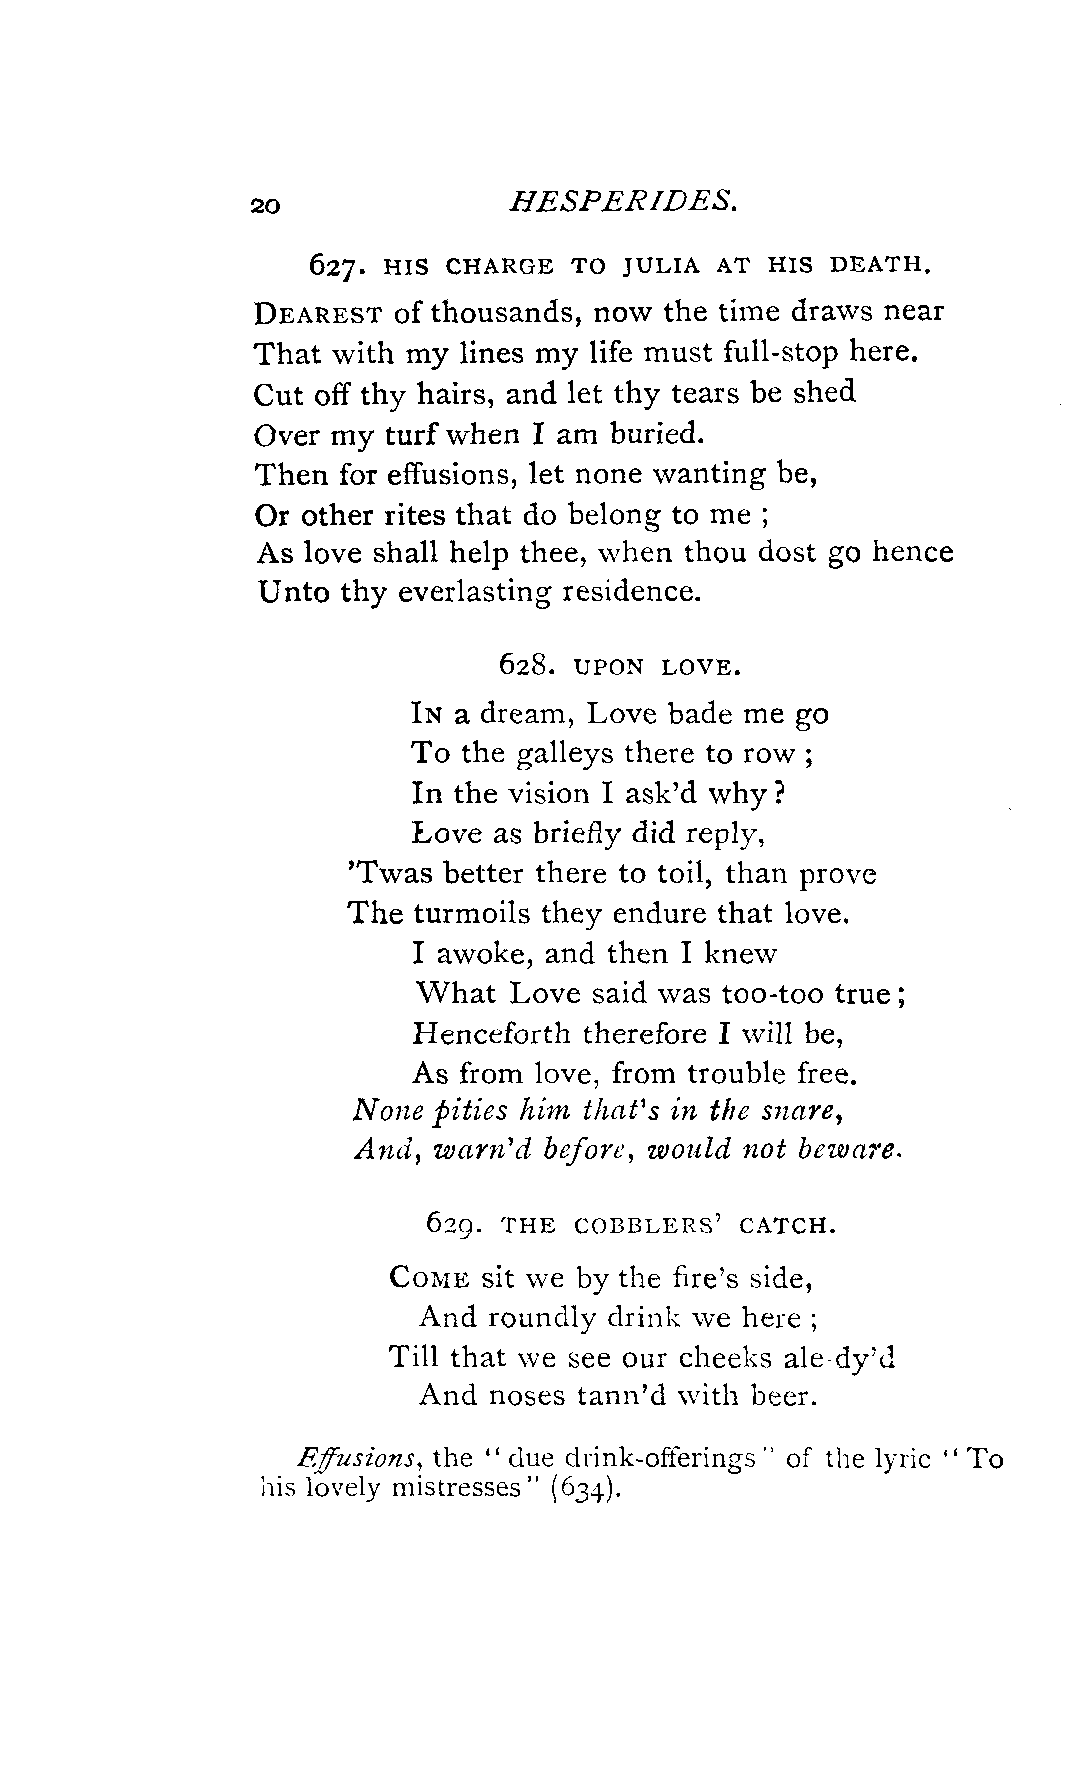 20 HESPERIDES.
627. HIS CHARGE TO JULIA AT HIS DEATH.
DEAREST of thousands, now the time draws near
That with my lines my life must full-stop here.
Cut off thy hairs, and let thy tears be shed
Over my turf when I am buried.
Then for effusions, let none wanting be,
Or other rites that do belong to me ;
As love shall help thee, when thou dost go hence
Unto thy everlasting residence.
628. UPON LOVE.
IN a dream, Love bade me go
To the galleys there to row ;
In the vision I ask'd why ?
Love as briefly did reply,
'Twas better there to toil, than prove
The turmoils they endure that love.
I awoke, and then I knew
What Love said was too-too true ;
Henceforth therefore I will be,
As from love, from trouble free.
None pities him that's in the snare,
And, warn'd before, would not beware.
629. THE COBBLERS' CATCH.
COME sit we by the fire's side,
And roundly drink we here ;
Till that we see our cheeks ale-dy'd
And noses tann'd with beer.
Effusions, the "due drink-offerings" of the lyric "To
his lovely mistresses" (634).